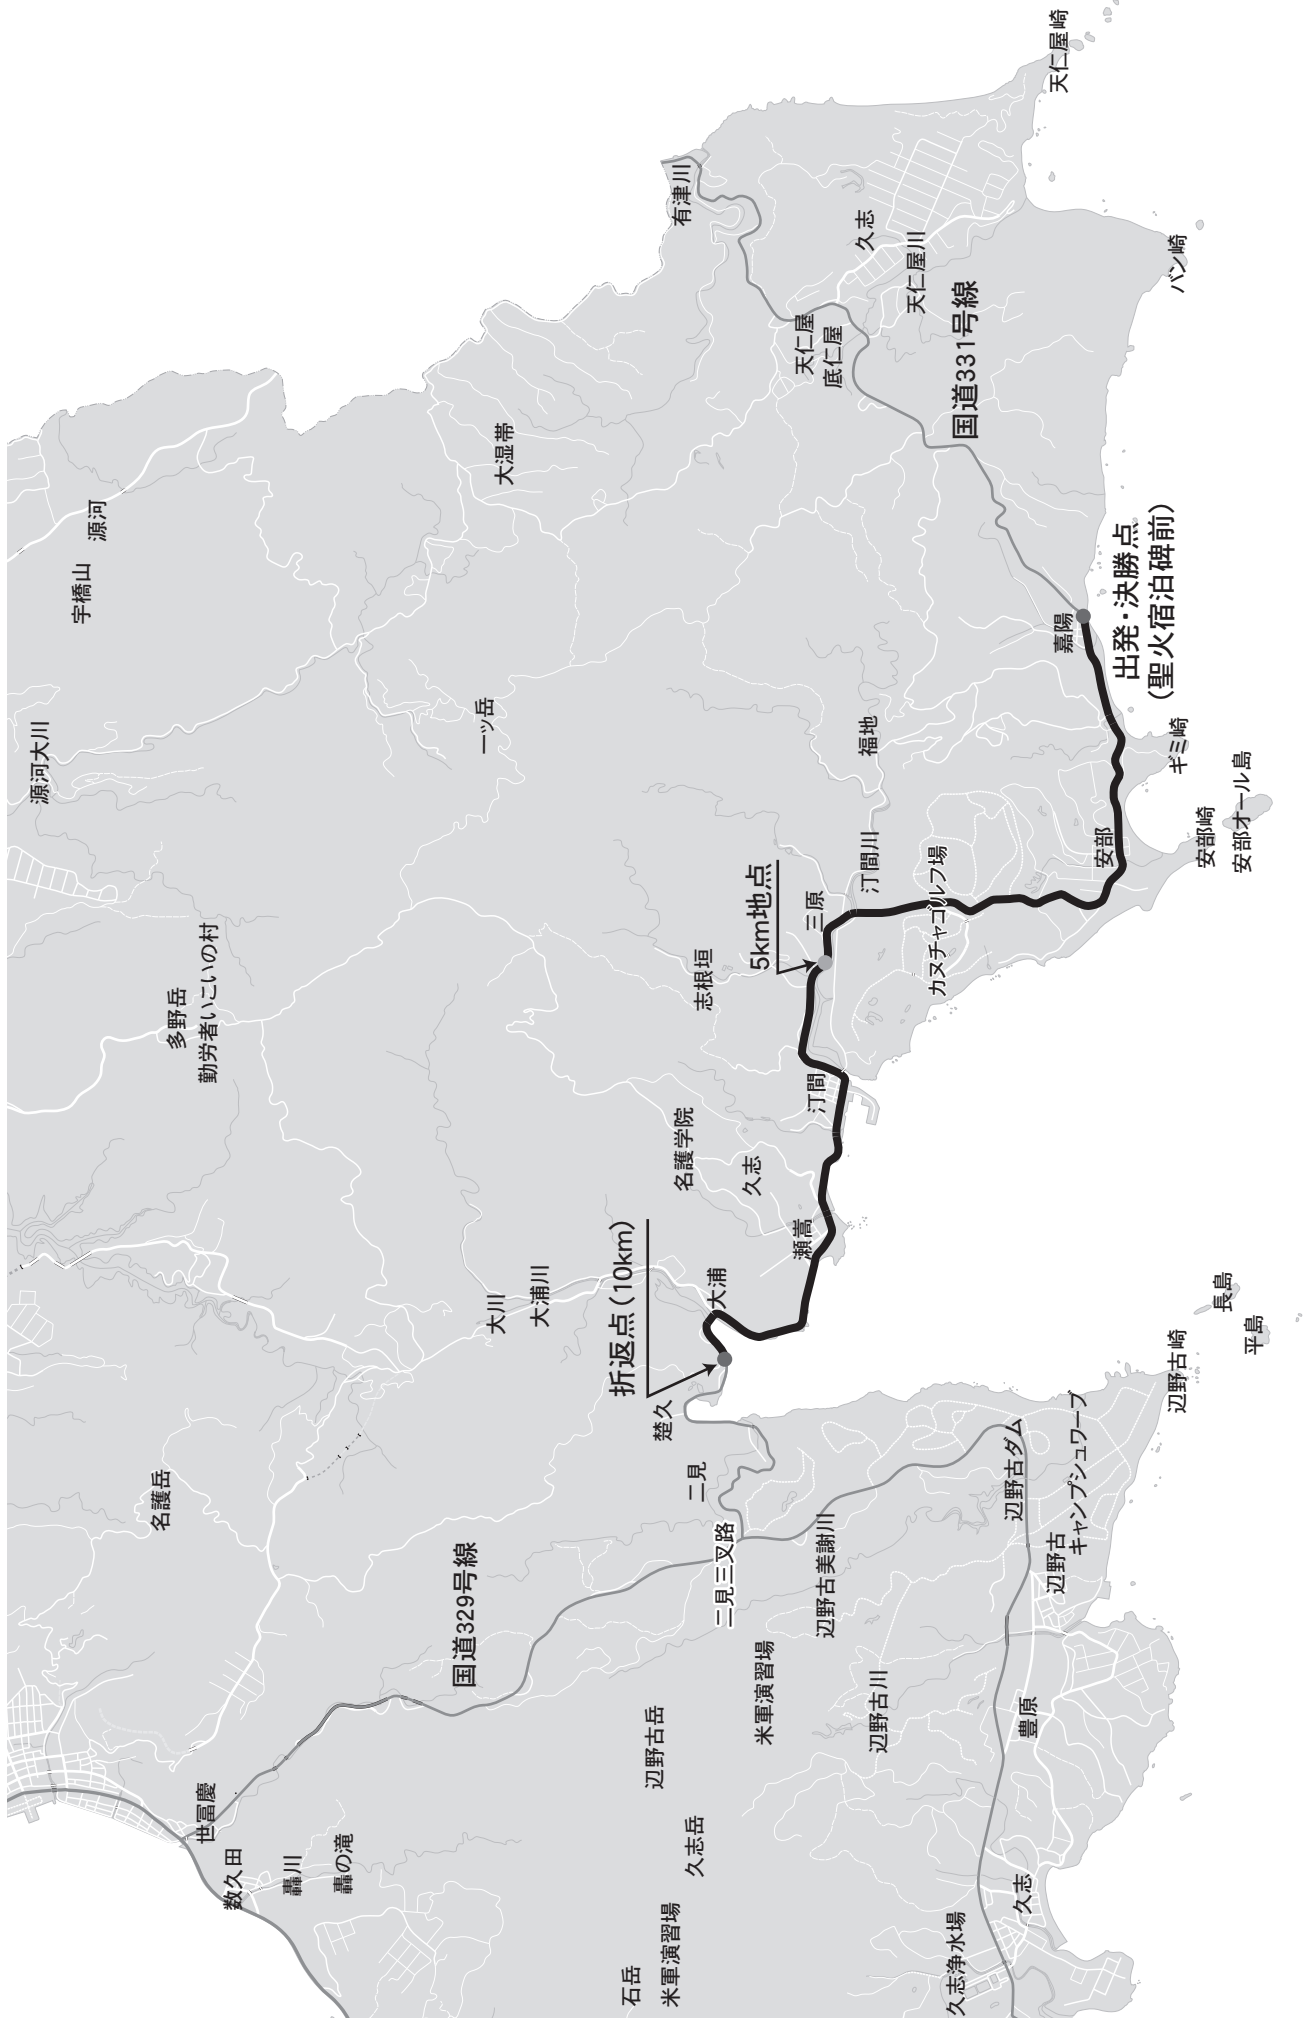 天仁屋崎
有津川
久志
天仁屋川
バン崎
国道331号線
天仁屋
底仁屋
大湿帯
源河
宇橋山
出発・決勝点
（聖火宿泊碑前）
嘉陽
源河大川
一ツ岳
福地
ギミ崎
安部
安部崎
安部オール島
汀間川
カヌチャゴルフ場
5km地点
三原
志根垣
多野岳
勤労者いこいの村
汀間
名護学院
久志
瀬嵩
折返点（10km）
大浦
大川
大浦川
長島
平島
辺野古崎
楚久
二見
名護岳
二見三叉路
辺野古ダム
キャンプシュワーブ
辺野古
辺野古美謝川
国道329号線
米軍演習場
辺野古川
豊原
辺野古岳
世冨慶
数久田
轟川
轟の滝
久志岳
久志
石岳
米軍演習場
久志浄水場